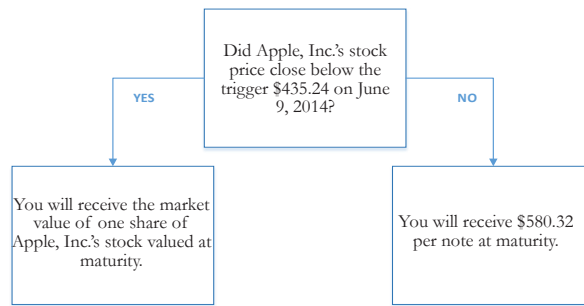 Did Apple, Inc.'s stock
price close below the
trigger $435.24 on June
9, 2014?
YES
NO
You will receive the market
value of one share of
Apple, Inc.'s stock valued at
maturity.
You will receive $580.32
per note at maturity.